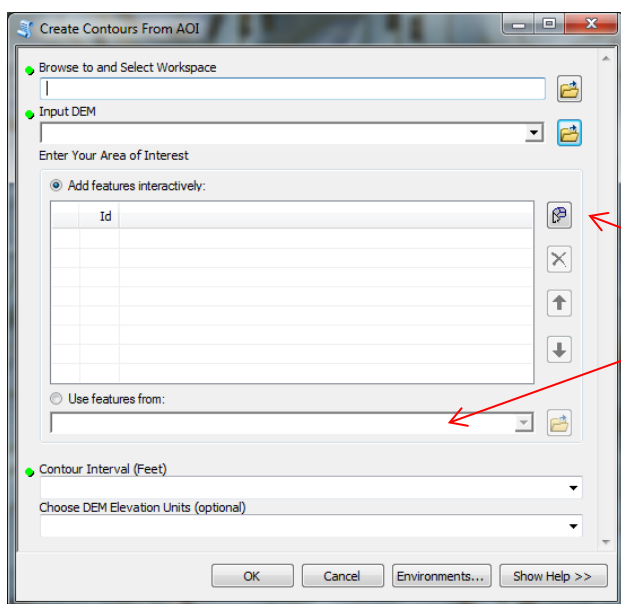 Create Contours From AOI
Browse to and Select Workspace
Input DEM
Enter Your Area of Interest
Add features interactively:
Id
Use features from:
Contour Interval (Feet)
Choose DEM Elevation Units (optional)
OK Cancel Environments... Show Help >>